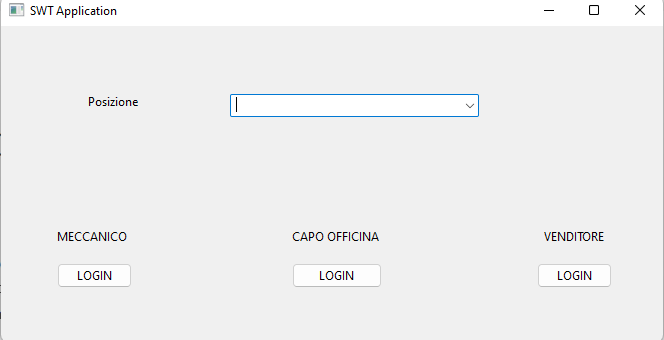 SWT Application
Posizione
MECCANICO CAPO OFFICINA VENDITORE
LOGIN LOGIN LOGIN